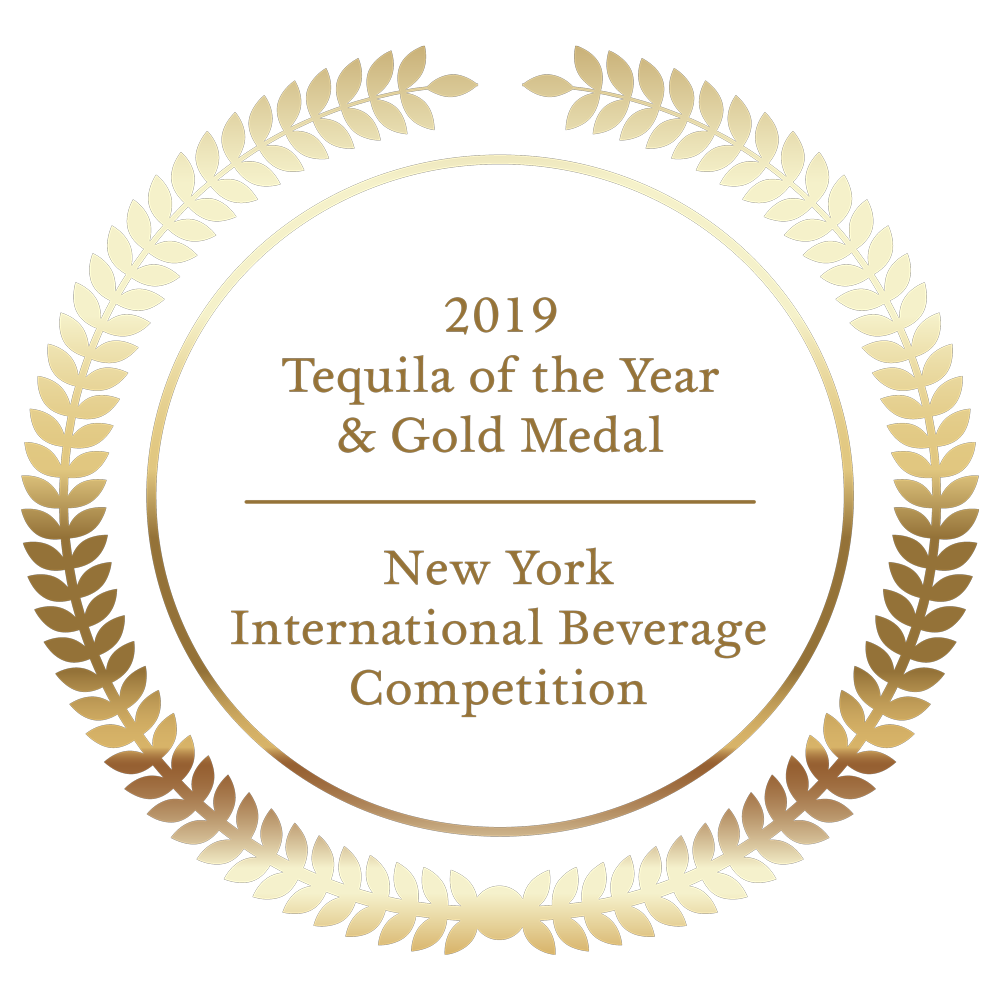 2019
Tequila of the Year
& Gold Medal
New York
International Beverage
Competition